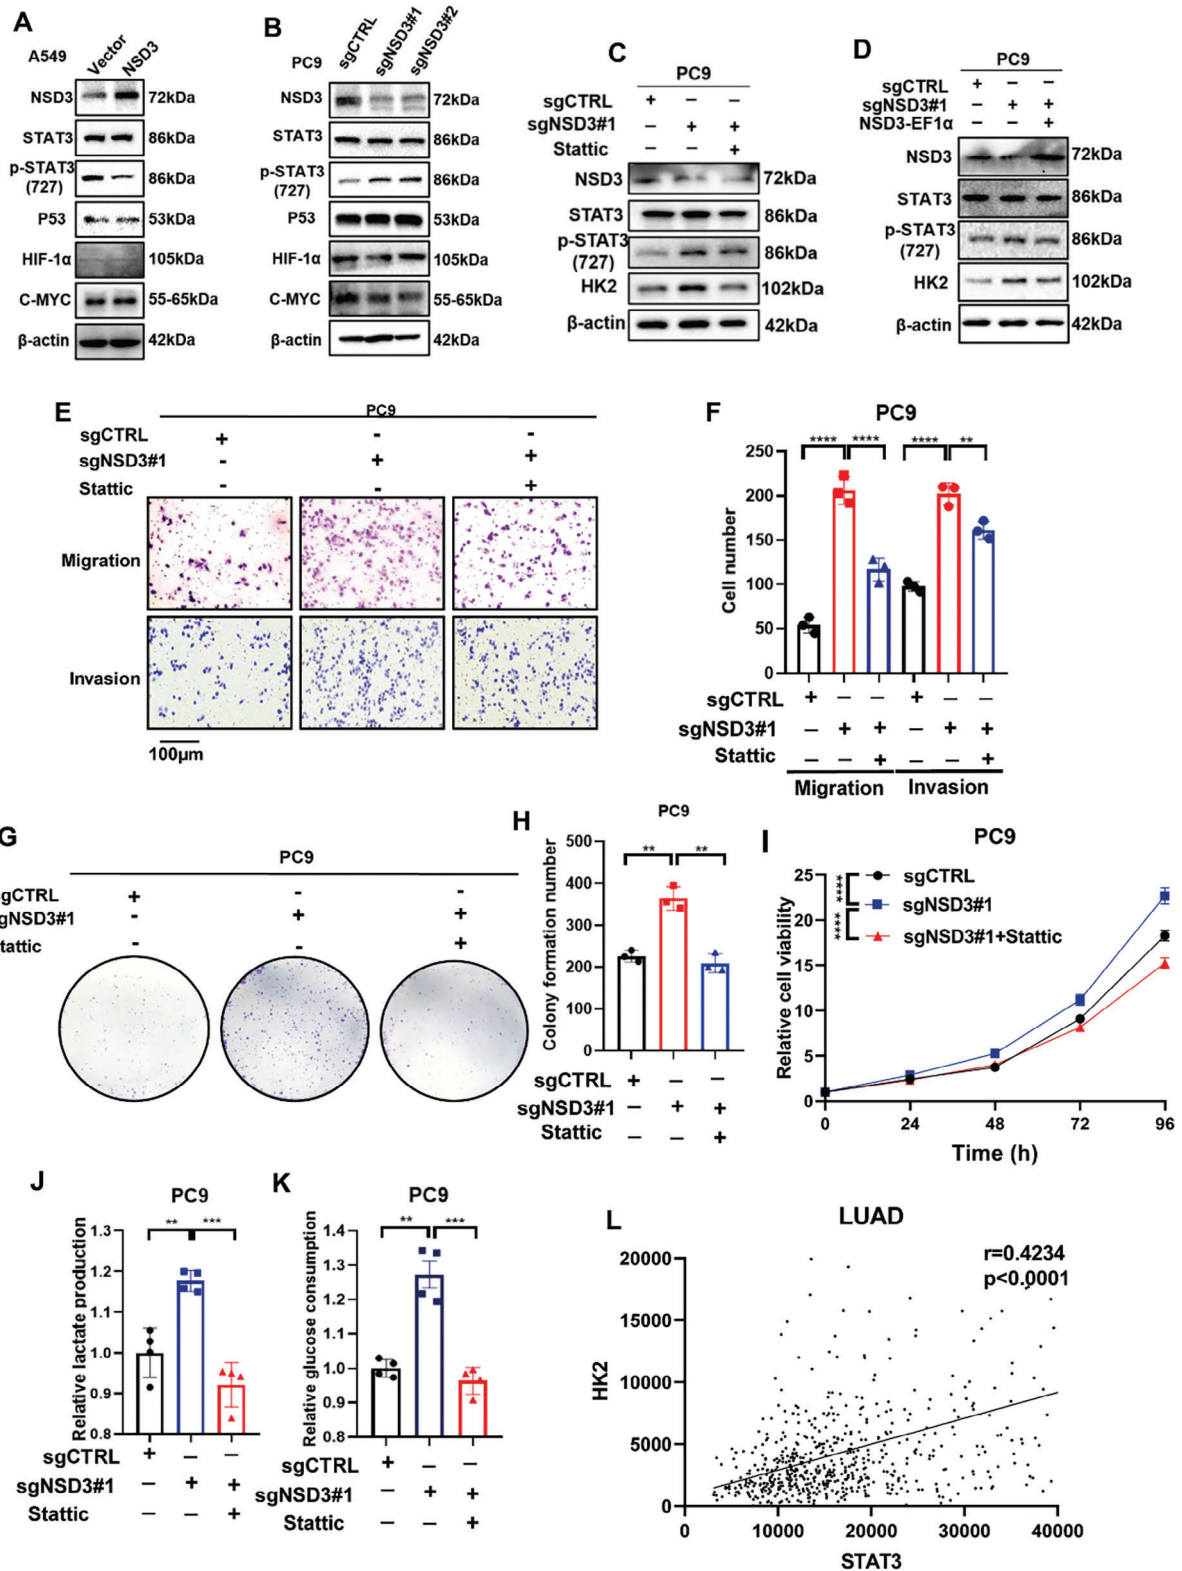 A
A549
Vector
NSD3
NSD3 72kDa
STAT3 86kDa
p-STAT3
(727) 86kDa
P53 53kDa
HIF-1α 105kDa
C-MYC 55-65kDa
β-actin 42kDa
B
PC9
sgCTRL
sgNSD3#1
sgNSD3#2
NSD3 72kDa
STAT3 86kDa
p-STAT3
(727) 86kDa
P53 53kDa
HIF-1α 105kDa
C-MYC 55-65kDa
β-actin 42kDa
C
PC9
sgCTRL + – –
sgNSD3#1 – + +
Stattic – – +
NSD3 72kDa
STAT3 86kDa
p-STAT3
(727) 86kDa
HK2 102kDa
β-actin 42kDa
D
PC9
sgCTRL + – –
sgNSD3#1 – + +
NSD3-EF1α – – +
NSD3 72kDa
STAT3 86kDa
p-STAT3
(727) 86kDa
HK2 102kDa
β-actin 42kDa
E
PC9
sgCTRL + - -
sgNSD3#1 - + +
Stattic - - +
Migration
Invasion
100μm
F
PC9
**** **** **** **
Cell number
250
200
150
100
50
0
sgCTRL + – – + – –
sgNSD3#1 – + + – + +
Stattic – – + – – +
Migration Invasion
G
PC9
sgCTRL + - -
gNSD3#1 - + +
tattic - - +
H
PC9
** **
Colony formation number
500
400
300
200
100
0
sgCTRL + – –
sgNSD3#1 – + +
Stattic – – +
I
PC9
sgCTRL
sgNSD3#1
sgNSD3#1+Stattic
****
****
Relative cell viability
25
20
15
10
5
0
0 24 48 72 96
Time (h)
J
PC9
** ***
Relative lactate production
1.3
1.2
1.1
1.0
0.9
0.8
sgCTRL + – –
sgNSD3#1 – + +
Stattic – – +
K
PC9
** ***
Relative glucose consumption
1.4
1.3
1.2
1.1
1.0
0.9
0.8
sgCTRL + – –
sgNSD3#1 – + +
Stattic – – +
L
LUAD
r=0.4234
p<0.0001
HK2
20000
15000
10000
5000
0
0 10000 20000 30000 40000
STAT3